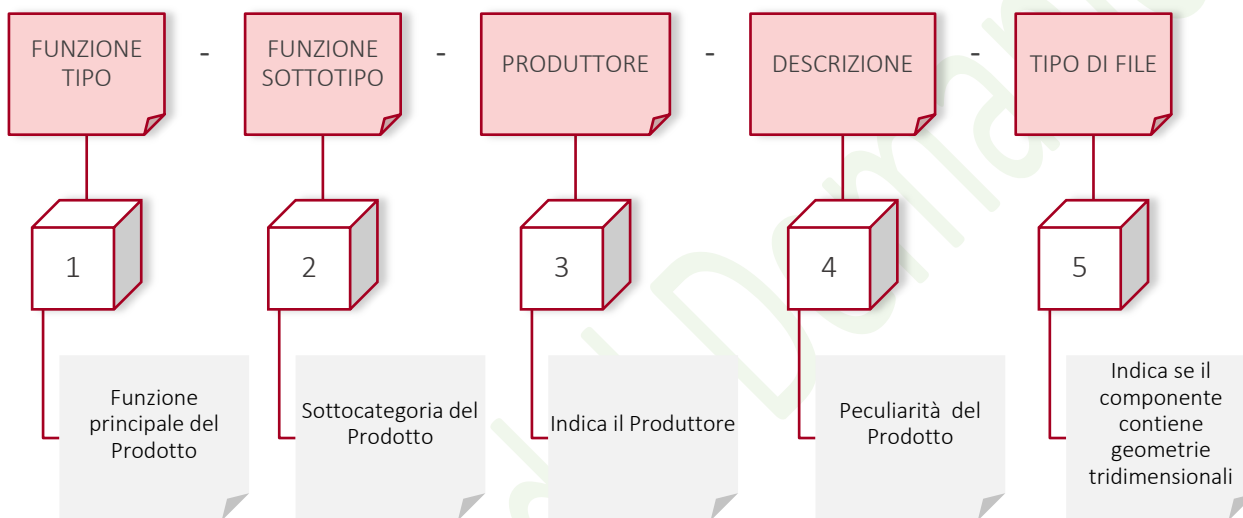 FUNZIONE
TIPO
-
FUNZIONE
SOTTOTIPO
-
PRODUTTORE
-
DESCRIZIONE
-
TIPO DI FILE
1
2
3
4
5
Funzione
principale del
Prodotto
Sottocategoria del
Prodotto
Indica il Produttore
Peculiarità del
Prodotto
Indica se il
componente
contiene
geometrie
tridimensionali